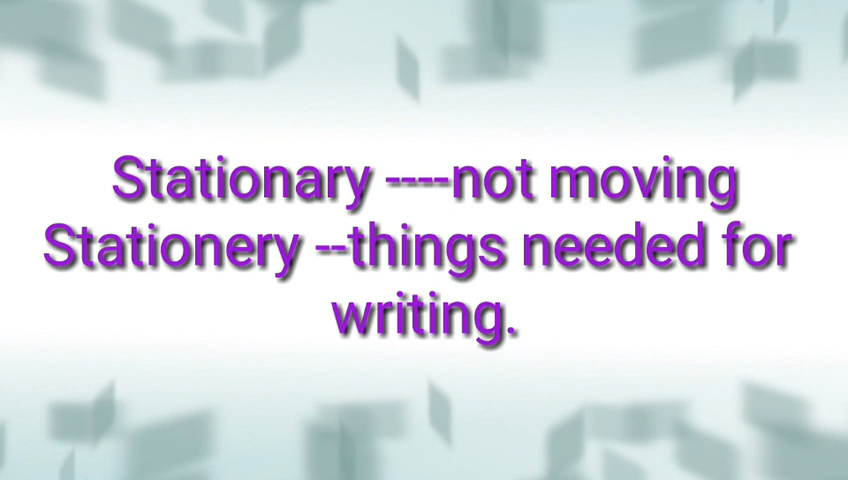 Stationary ----not moving
Stationery --things needed for
writing.